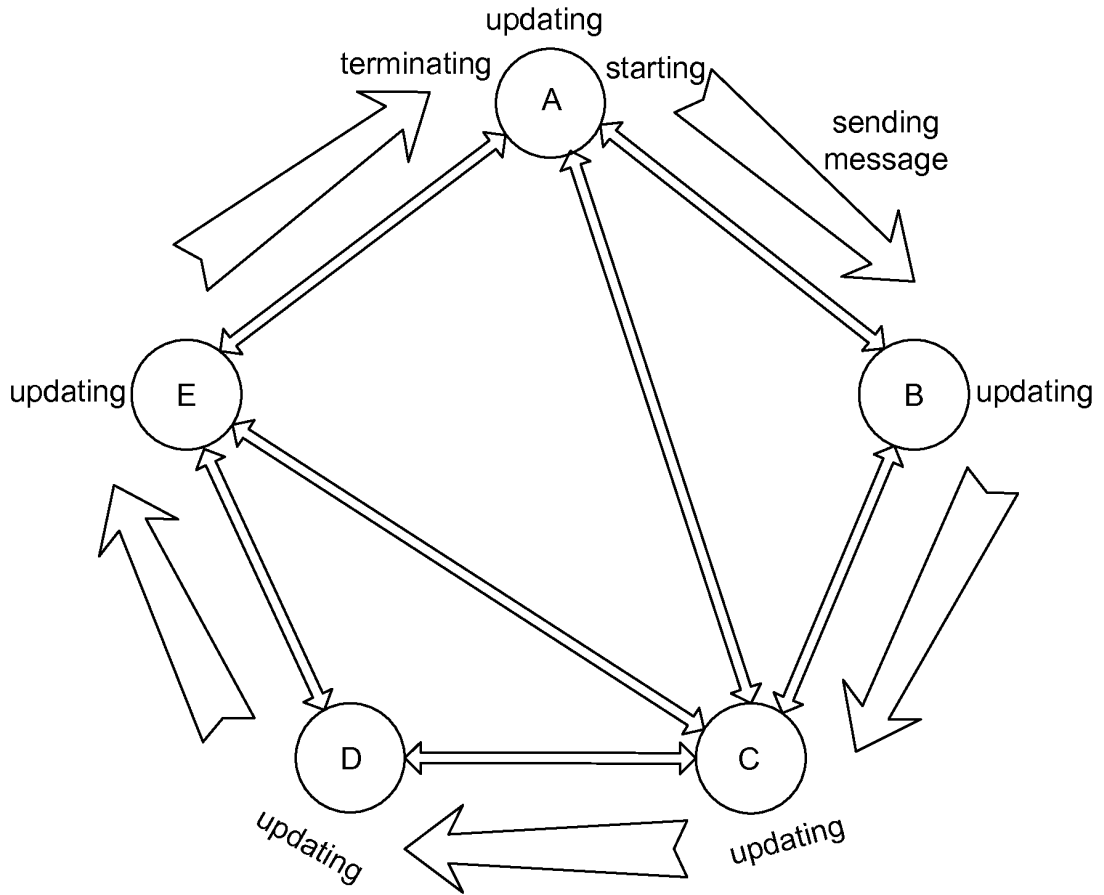 updating
terminating
starting
A
sending
message
updating
E
B
updating
D
C
updating
updating